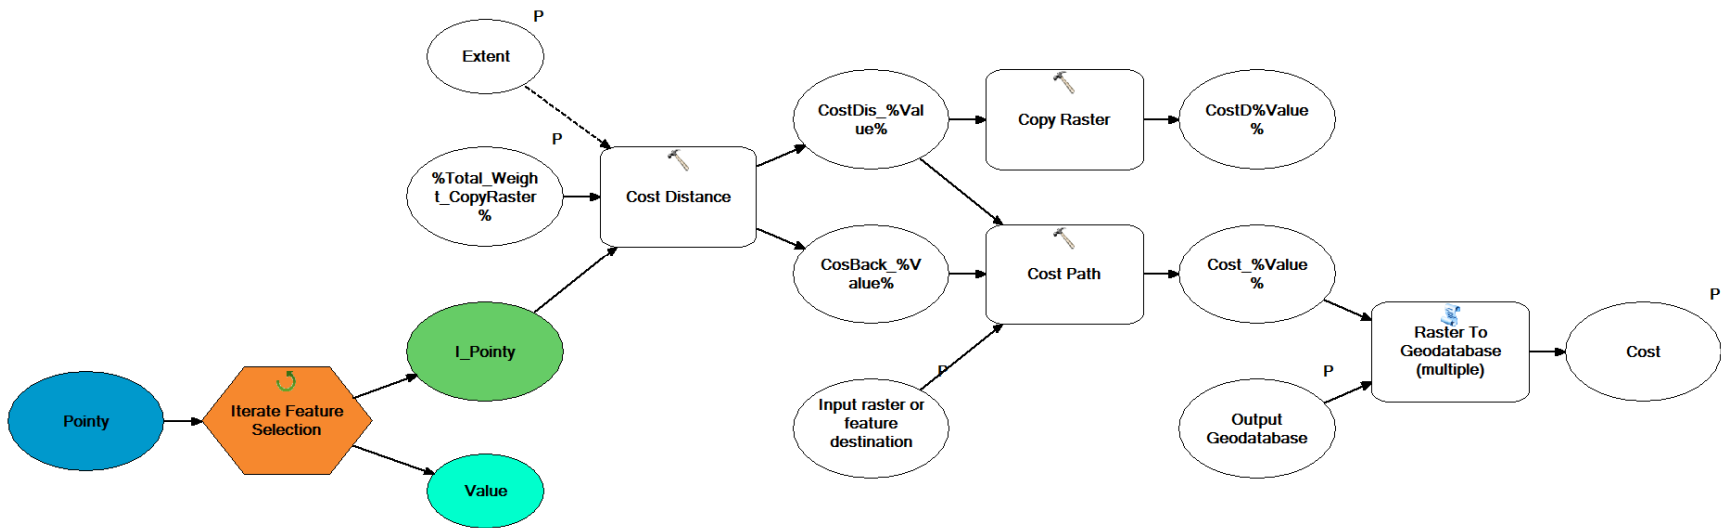 P
Extent
P
%Total_Weigh
t_CopyRaster
%
Cost Distance
CostDis_%Val
ue%
Copy Raster
CostD%Value
%
CosBack_%V
alue%
Cost Path
Cost_%Value
%
I_Pointy
Pointy
Iterate Feature
Selection
Value
P
Input raster or
feature
destination
P
Output
Geodatabase
Raster To
Geodatabase
(multiple)
P
Cost